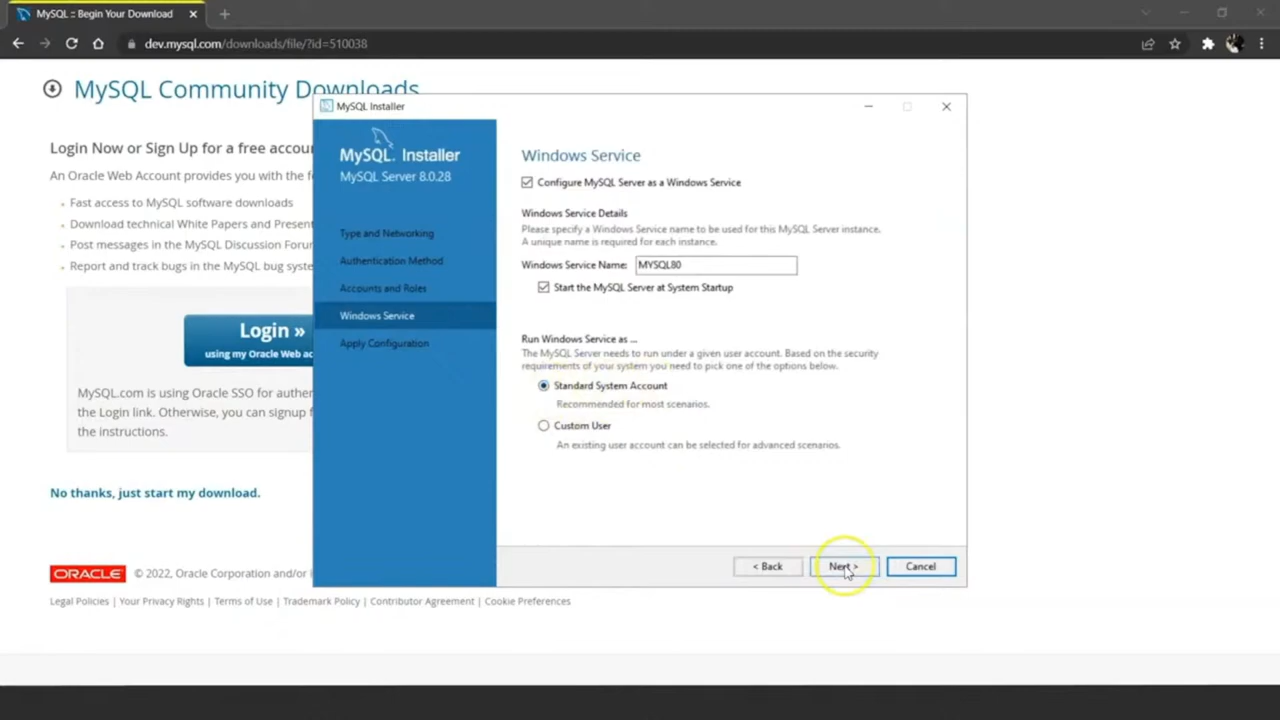 MySQL :: Begin Your Download
dev.mysql.com/downloads/file/?id=510038
MySQL Community Downloads
Login Now or Sign Up for a free accou
An Oracle Web Account provides you with the f
Fast access to MySQL software downloads
Download technical White Papers and Present
Post messages in the MySQL Discussion Forum
Report and track bugs in the MySQL bug syste
Login »
using my Oracle Web ac
MySQL.com is using Oracle SSO for authen
the Login link. Otherwise, you can signup f
the instructions.
No thanks, just start my download.
ORACLE © 2022, Oracle Corporation and/or i
Legal Policies | Your Privacy Rights | Terms of Use | Trademark Policy | Contributor Agreement | Cookie Preferences
MySQL Installer
MySQL. Installer
MySQL Server 8.0.28
Type and Networking
Authentication Method
Accounts and Roles
Windows Service
Apply Configuration
Windows Service
Configure MySQL Server as a Windows Service
Windows Service Details
Please specify a Windows Service name to be used for this MySQL Server instance.
A unique name is required for each instance.
Windows Service Name: MYSQL80
Start the MySQL Server at System Startup
Run Windows Service as ...
The MySQL Server needs to run under a given user account. Based on the security
requirements of your system you need to pick one of the options below.
Standard System Account
Recommended for most scenarios.
Custom User
An existing user account can be selected for advanced scenarios.
< Back Next > Cancel